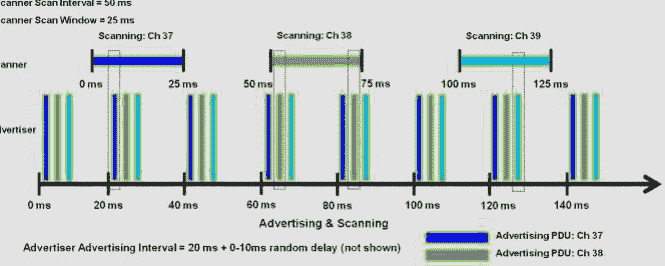 canner Scan Interval = 50 ms
canner Scan Window = 25 ms
Scanning: Ch 37 Scanning: Ch 38 Scanning: Ch 39
anner
0 ms 25 ms 50 ms 75 ms 100 ms 125 ms
dvertiser
0 ms 20 ms 40 ms 60 ms 80 ms 100 ms 120 ms 140 ms
Advertising & Scanning
Advertising PDU: Ch 37
Advertiser Advertising Interval = 20 ms + 0-10ms random delay (not shown)
Advertising PDU: Ch 38